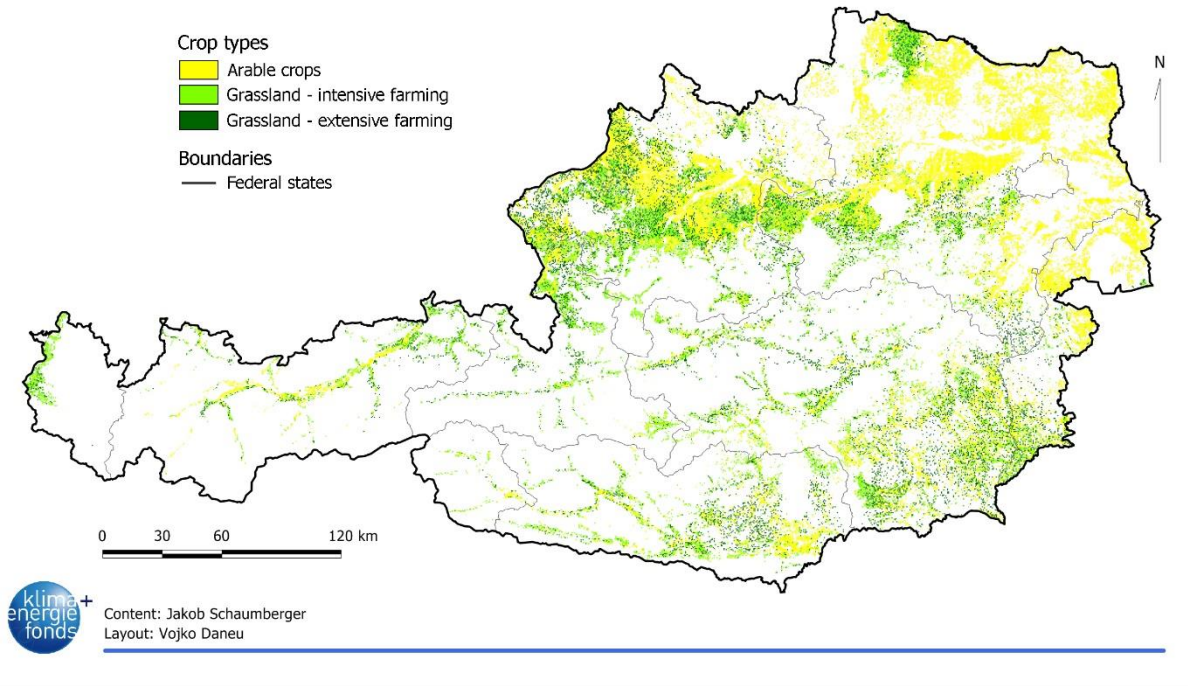 Crop types
Arable crops
Grassland - intensive farming
Grassland - extensive farming
Boundaries
Federal states
N
0 30 60 120 km
klima+
energie
fonds
Content: Jakob Schaumberger
Layout: Vojko Daneu